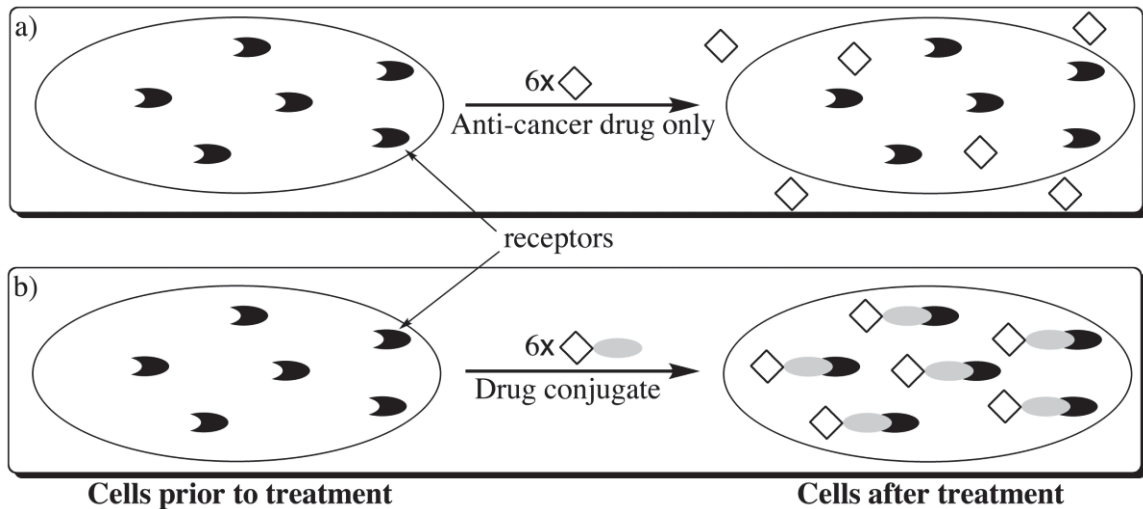 a)
6x
Anti-cancer drug only
receptors
b)
6x
Drug conjugate
Cells prior to treatment
Cells after treatment